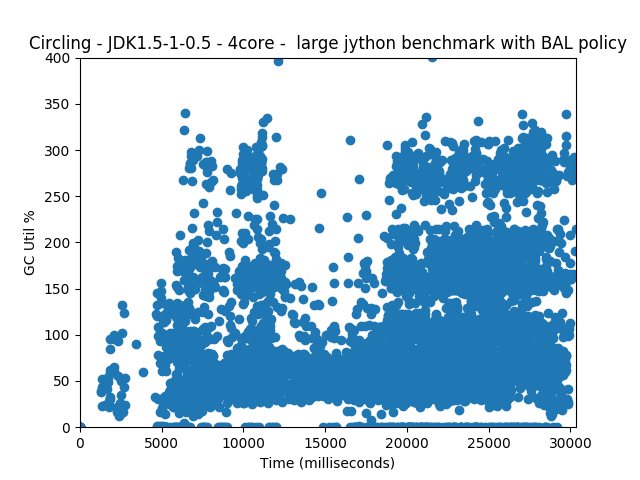 Circling - JDK1.5-1-0.5 - 4core -  large jython benchmark with BAL policy
400
350
300
250
200
150
100
50
0
GC Util %
0 5000 10000 15000 20000 25000 30000
Time (milliseconds)